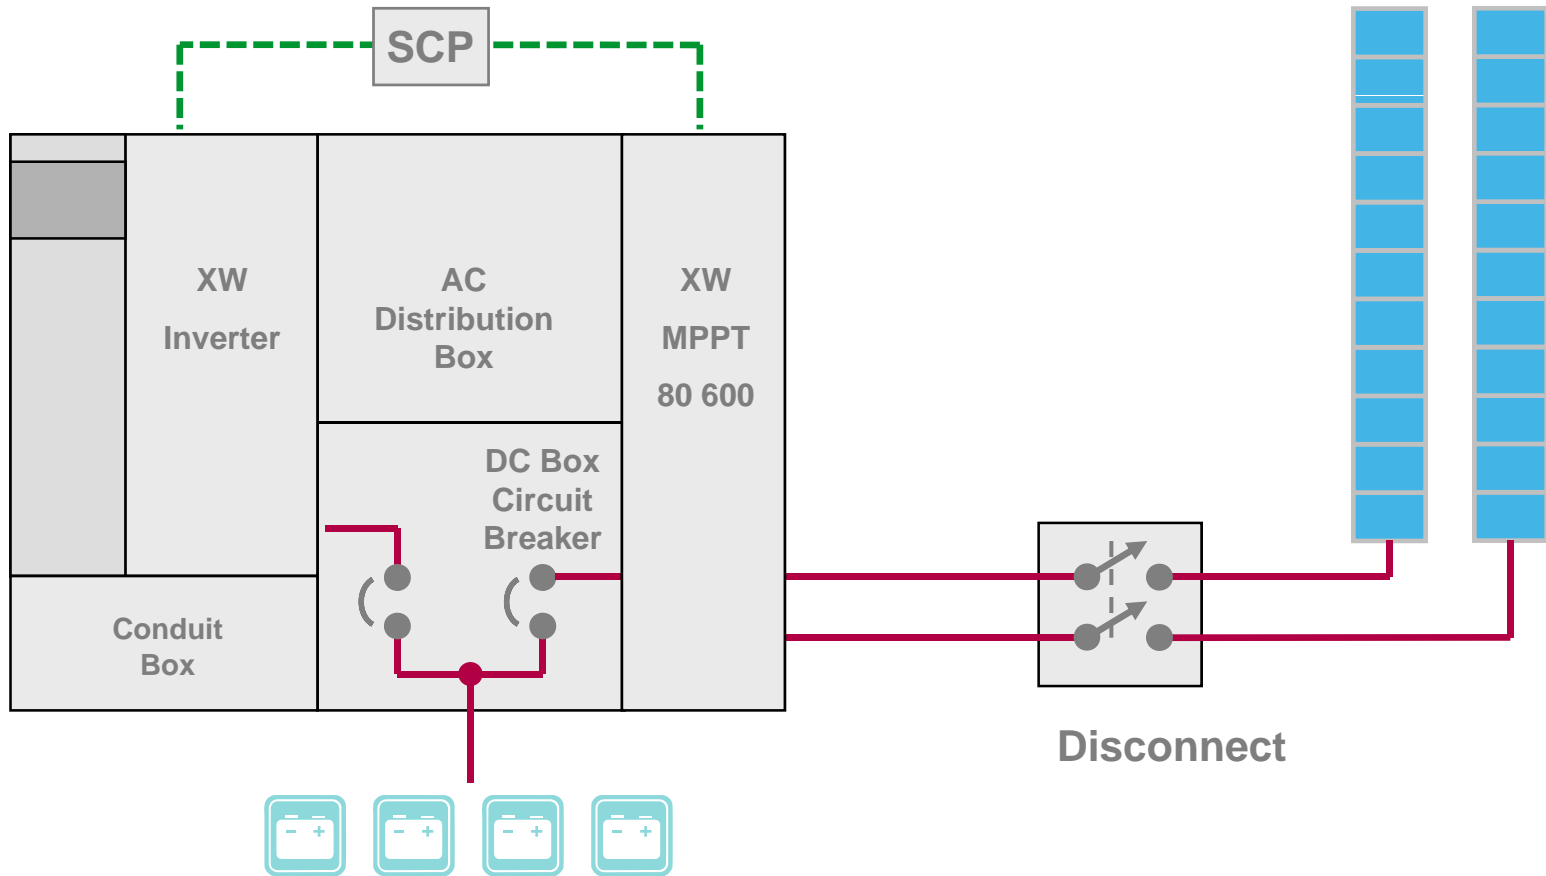 SCP
XW
Inverter
AC
Distribution
Box
XW
MPPT
80 600
DC Box
Circuit
Breaker
Conduit
Box
Disconnect
- +
- +
- +
- +